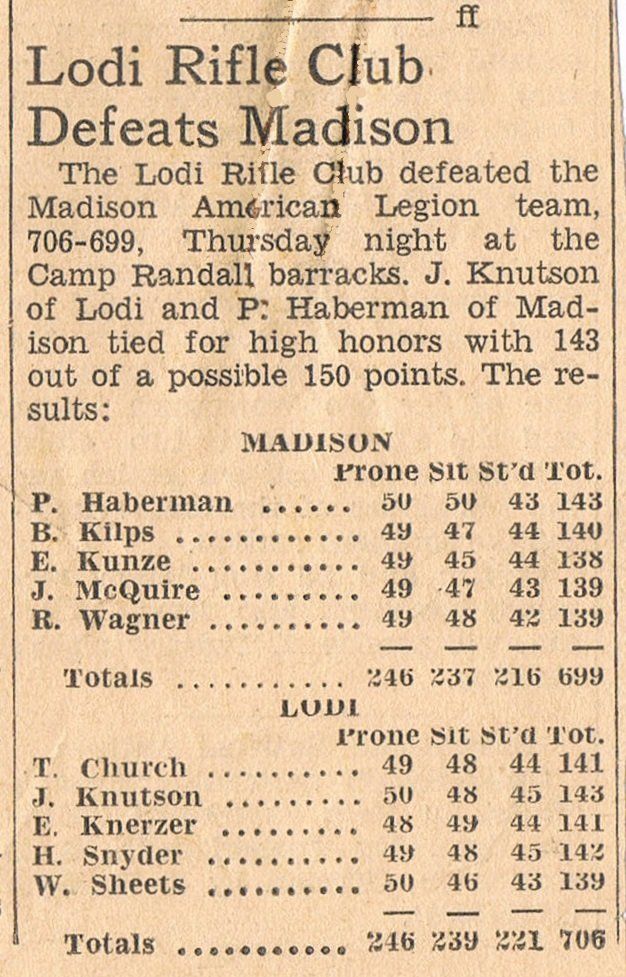 ff
Lodi Rifle Club
Defeats Madison
The Lodi Rifle Club defeated the
Madison American Legion team,
706-699, Thursday night at the
Camp Randall barracks. J. Knutson
of Lodi and P. Haberman of Mad-
ison tied for high honors with 143
out of a possible 150 points. The re-
sults:
MADISON
Prone Sit St'd Tot.
P. Haberman ...... 50 50 43 143
B. Kilps ............ 49 47 44 140
E. Kunze ........... 49 45 44 138
J. McQuire ......... 49 47 43 139
R. Wagner .......... 49 48 42 139
Totals ............ 246 237 216 699
LODI
Prone Sit St'd Tot.
T. Church .......... 49 48 44 141
J. Knutson ......... 50 48 45 143
E. Knerzer ......... 48 49 44 141
H. Snyder .......... 49 48 45 142
W. Sheets .......... 50 46 43 139
Totals ........... 246 239 221 706